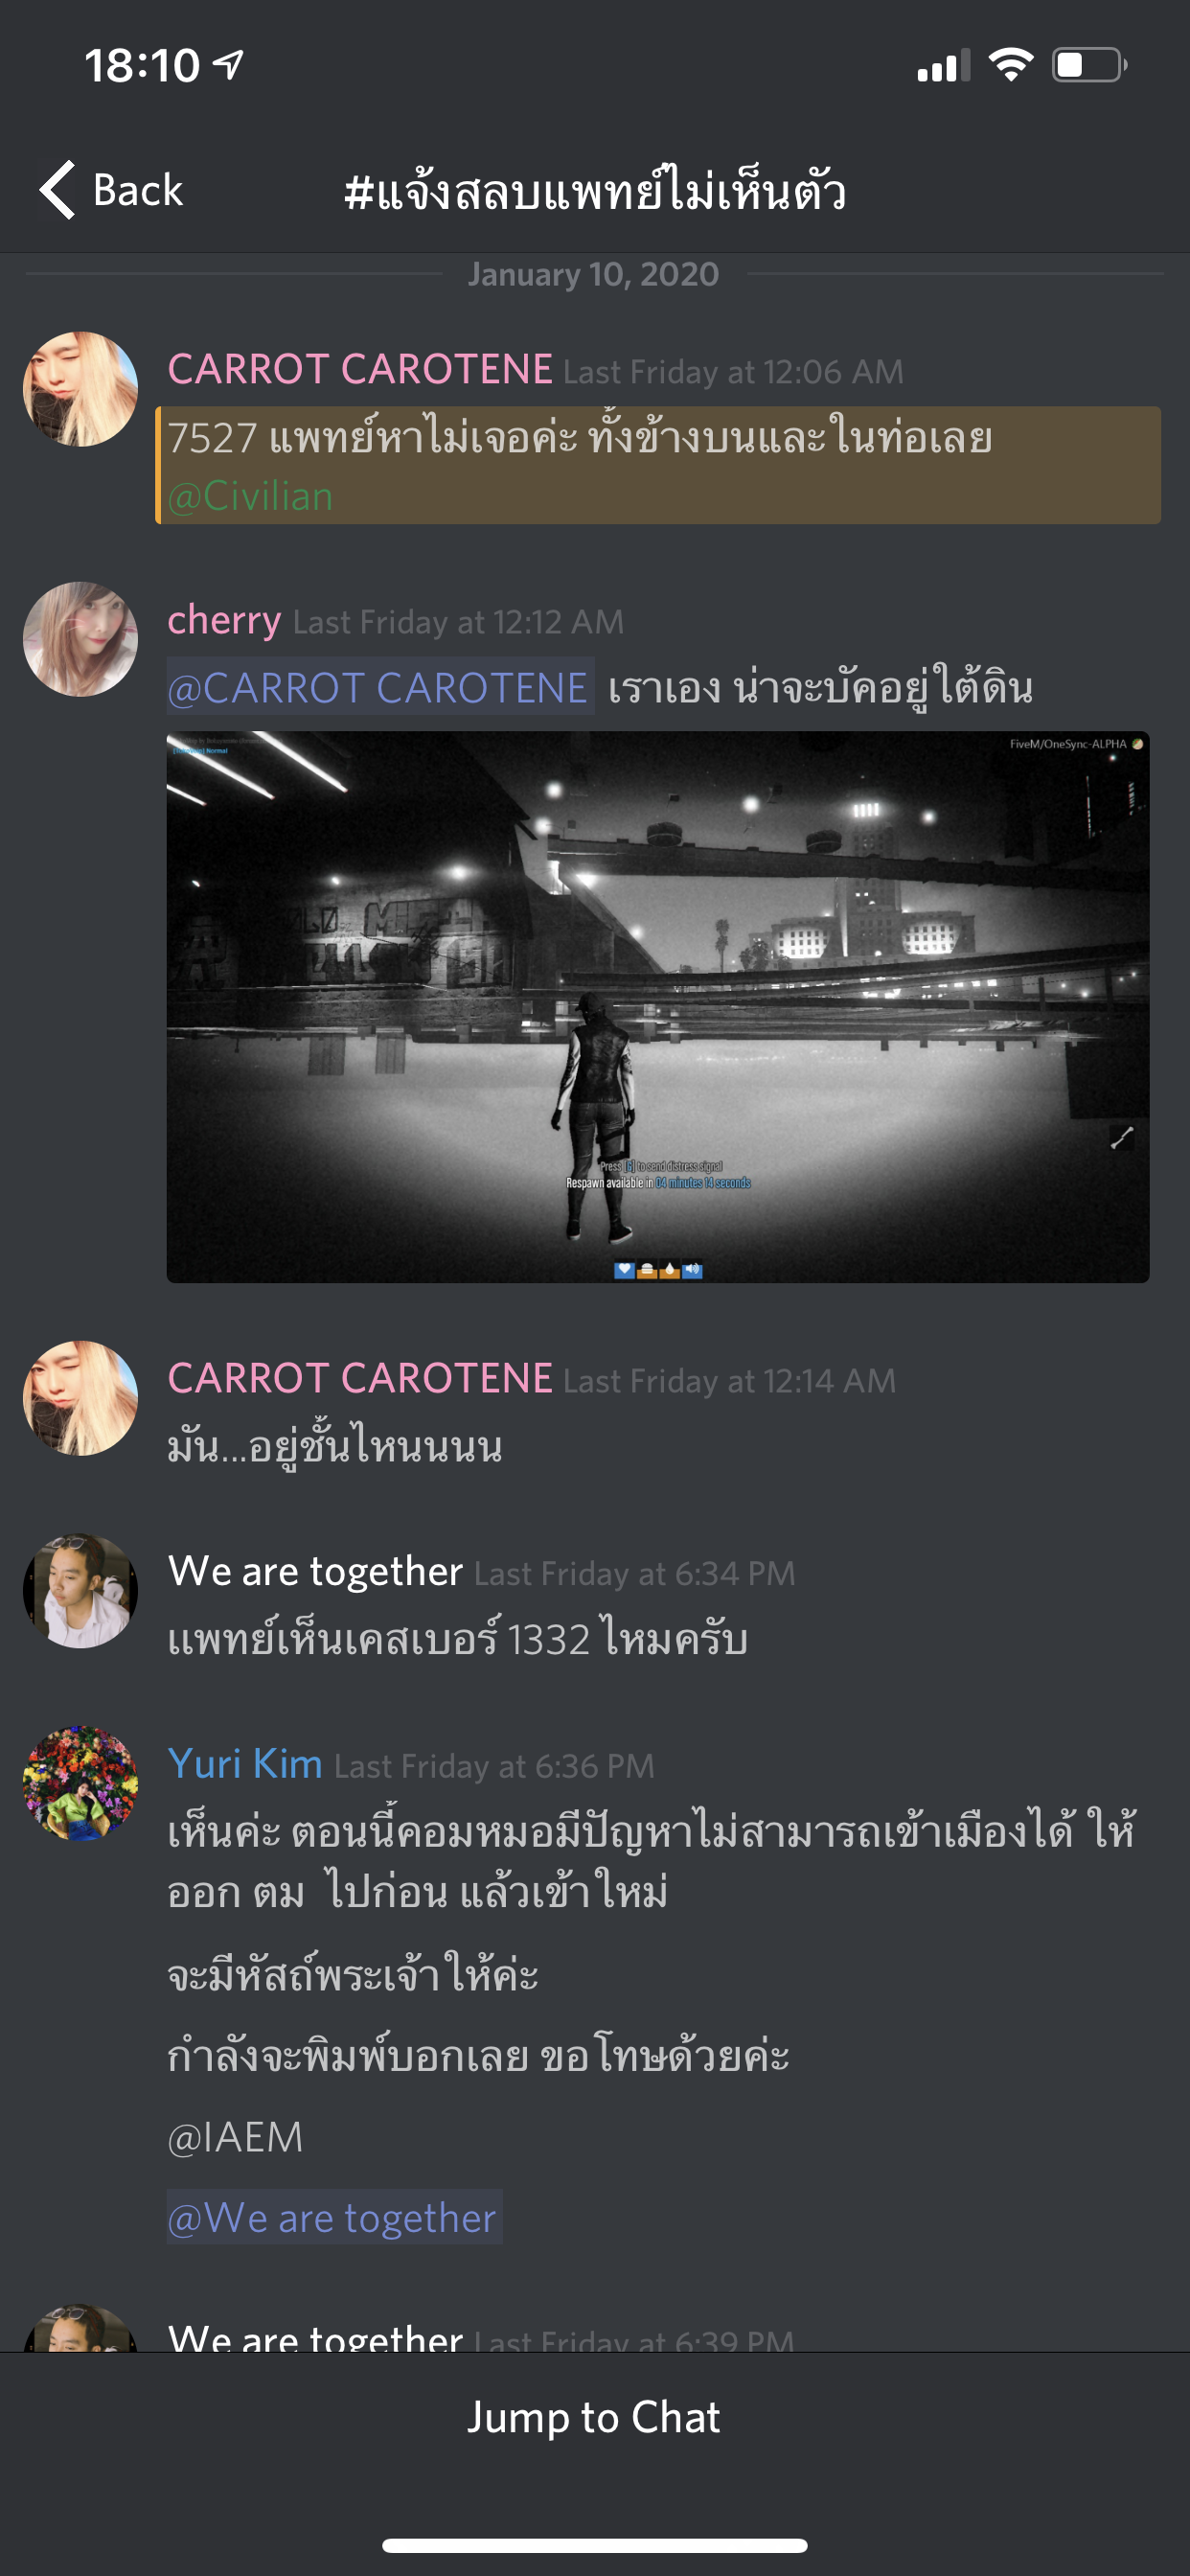 18:10
Back
#แจ้งสลบแพทย์ไม่เห็นตัว
January 10, 2020
CARROT CAROTENE Last Friday at 12:06 AM
7527 แพทย์หาไม่เจอค่ะ ทั้งข้างบนและในท่อเลย
@Civilian
cherry Last Friday at 12:12 AM
@CARROT CAROTENE เราเอง น่าจะบัคอยู่ใต้ดิน
Normal
FiveM/OneSync-ALPHA
Press [G] to send distress signal
Respawn available in 04 minutes 14 seconds
CARROT CAROTENE Last Friday at 12:14 AM
มัน...อยู่ชั้นไหนนนน
We are together Last Friday at 6:34 PM
แพทย์เห็นเคสเบอร์ 1332 ไหมครับ
Yuri Kim Last Friday at 6:36 PM
เห็นค่ะ ตอนนี้คอมหมอมีปัญหาไม่สามารถเข้าเมืองได้ ให้
ออก ตม  ไปก่อน แล้วเข้าใหม่
จะมีหัสถ์พระเจ้าให้ค่ะ
กำลังจะพิมพ์บอกเลย ขอโทษด้วยค่ะ
@IAEM
@We are together
We are together Last Friday at 6:39 PM
Jump to Chat